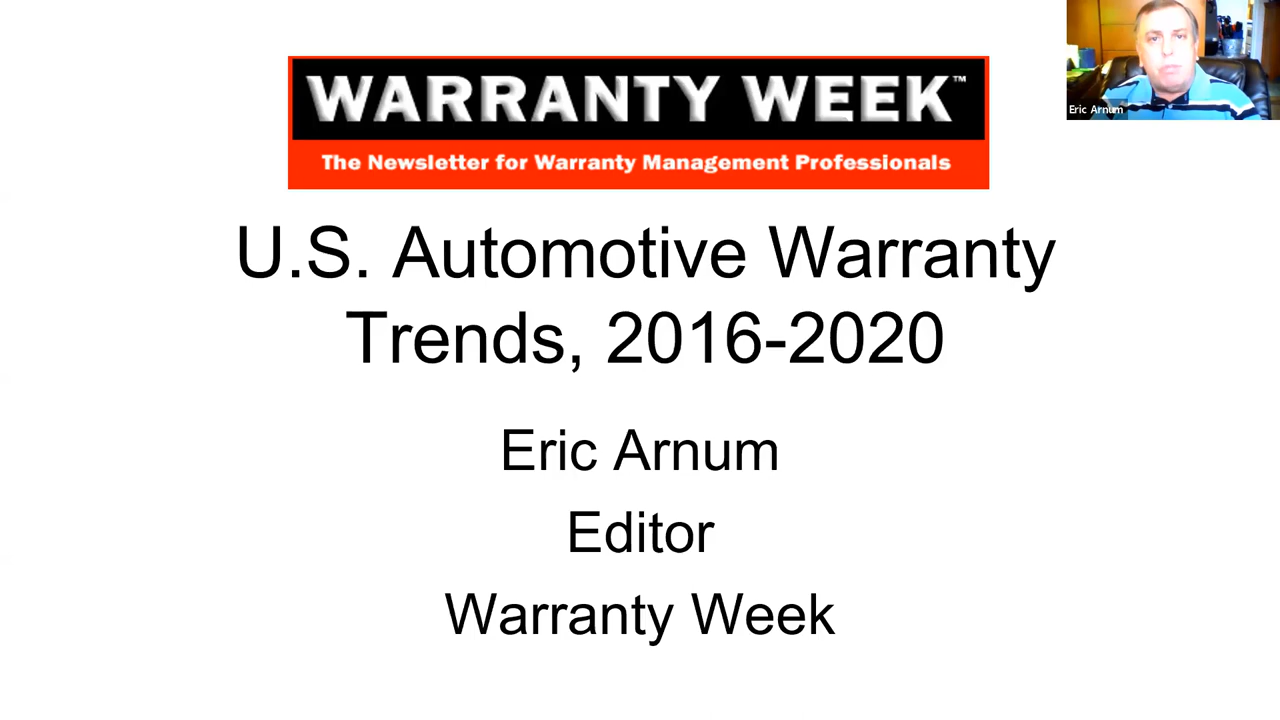 WARRANTY WEEK™
The Newsletter for Warranty Management Professionals
Eric Arnum
U.S. Automotive Warranty
Trends, 2016-2020
Eric Arnum
Editor
Warranty Week